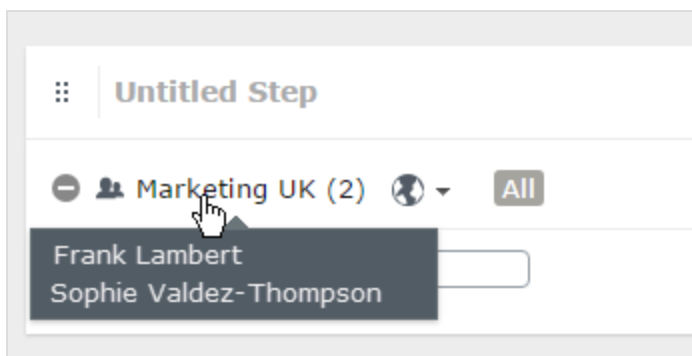 Untitled Step
Marketing UK (2) All
Frank Lambert
Sophie Valdez-Thompson